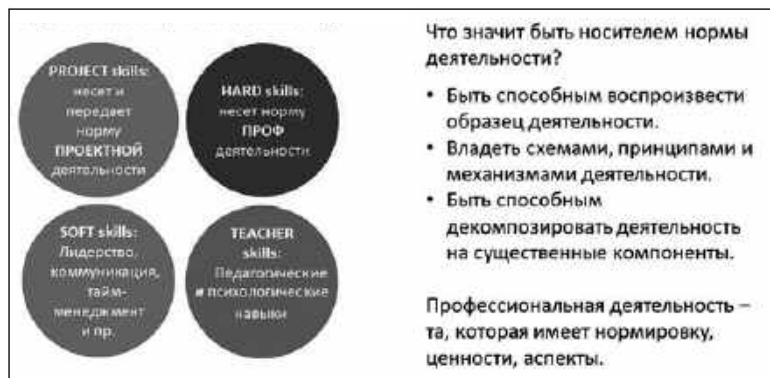 PROJECT skills:
несет и
передает
норму
ПРОЕКТНОЙ
деятельности
HARD skills:
несет норму
ПРОФ
деятельности
SOFT skills:
Лидерство,
коммуникация,
тайм-
менеджмент
и пр.
TEACHER
skills:
Педагогические
и психологические
навыки
Что значит быть носителем нормы
деятельности?
• Быть способным воспроизвести
образец деятельности.
• Владеть схемами, принципами и
механизмами деятельности.
• Быть способным
декомпозировать деятельность
на существенные компоненты.
Профессиональная деятельность –
та, которая имеет нормировку,
ценности, аспекты.